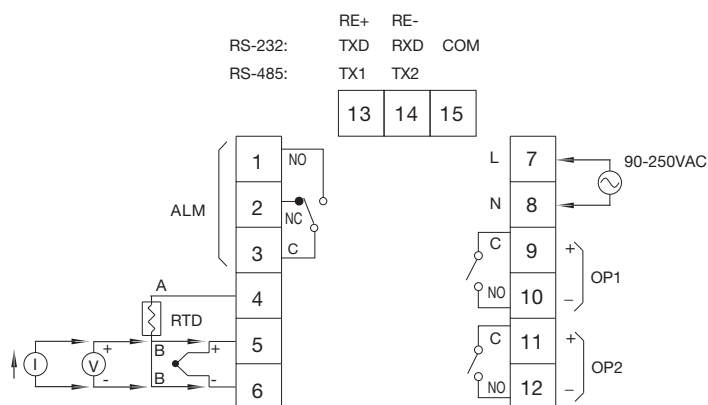 RE+ RE-
RS-232: TXD RXD COM
RS-485: TX1 TX2
13 14 15
1 NO
2 NC
3 C
ALM
4 A
RTD
5 B +
6 B -
I V + -
L 7 90-250VAC
N 8
C 9 +
OP1
NO 10 −
C 11 +
OP2
NO 12 −